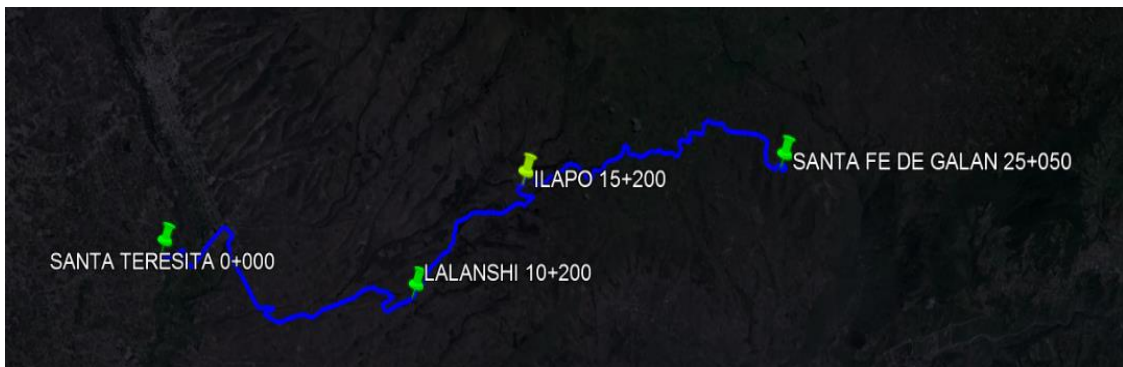 SANTA TERESITA 0+000
LALANSHI 10+200
ILAPO 15+200
SANTA FE DE GALAN 25+050